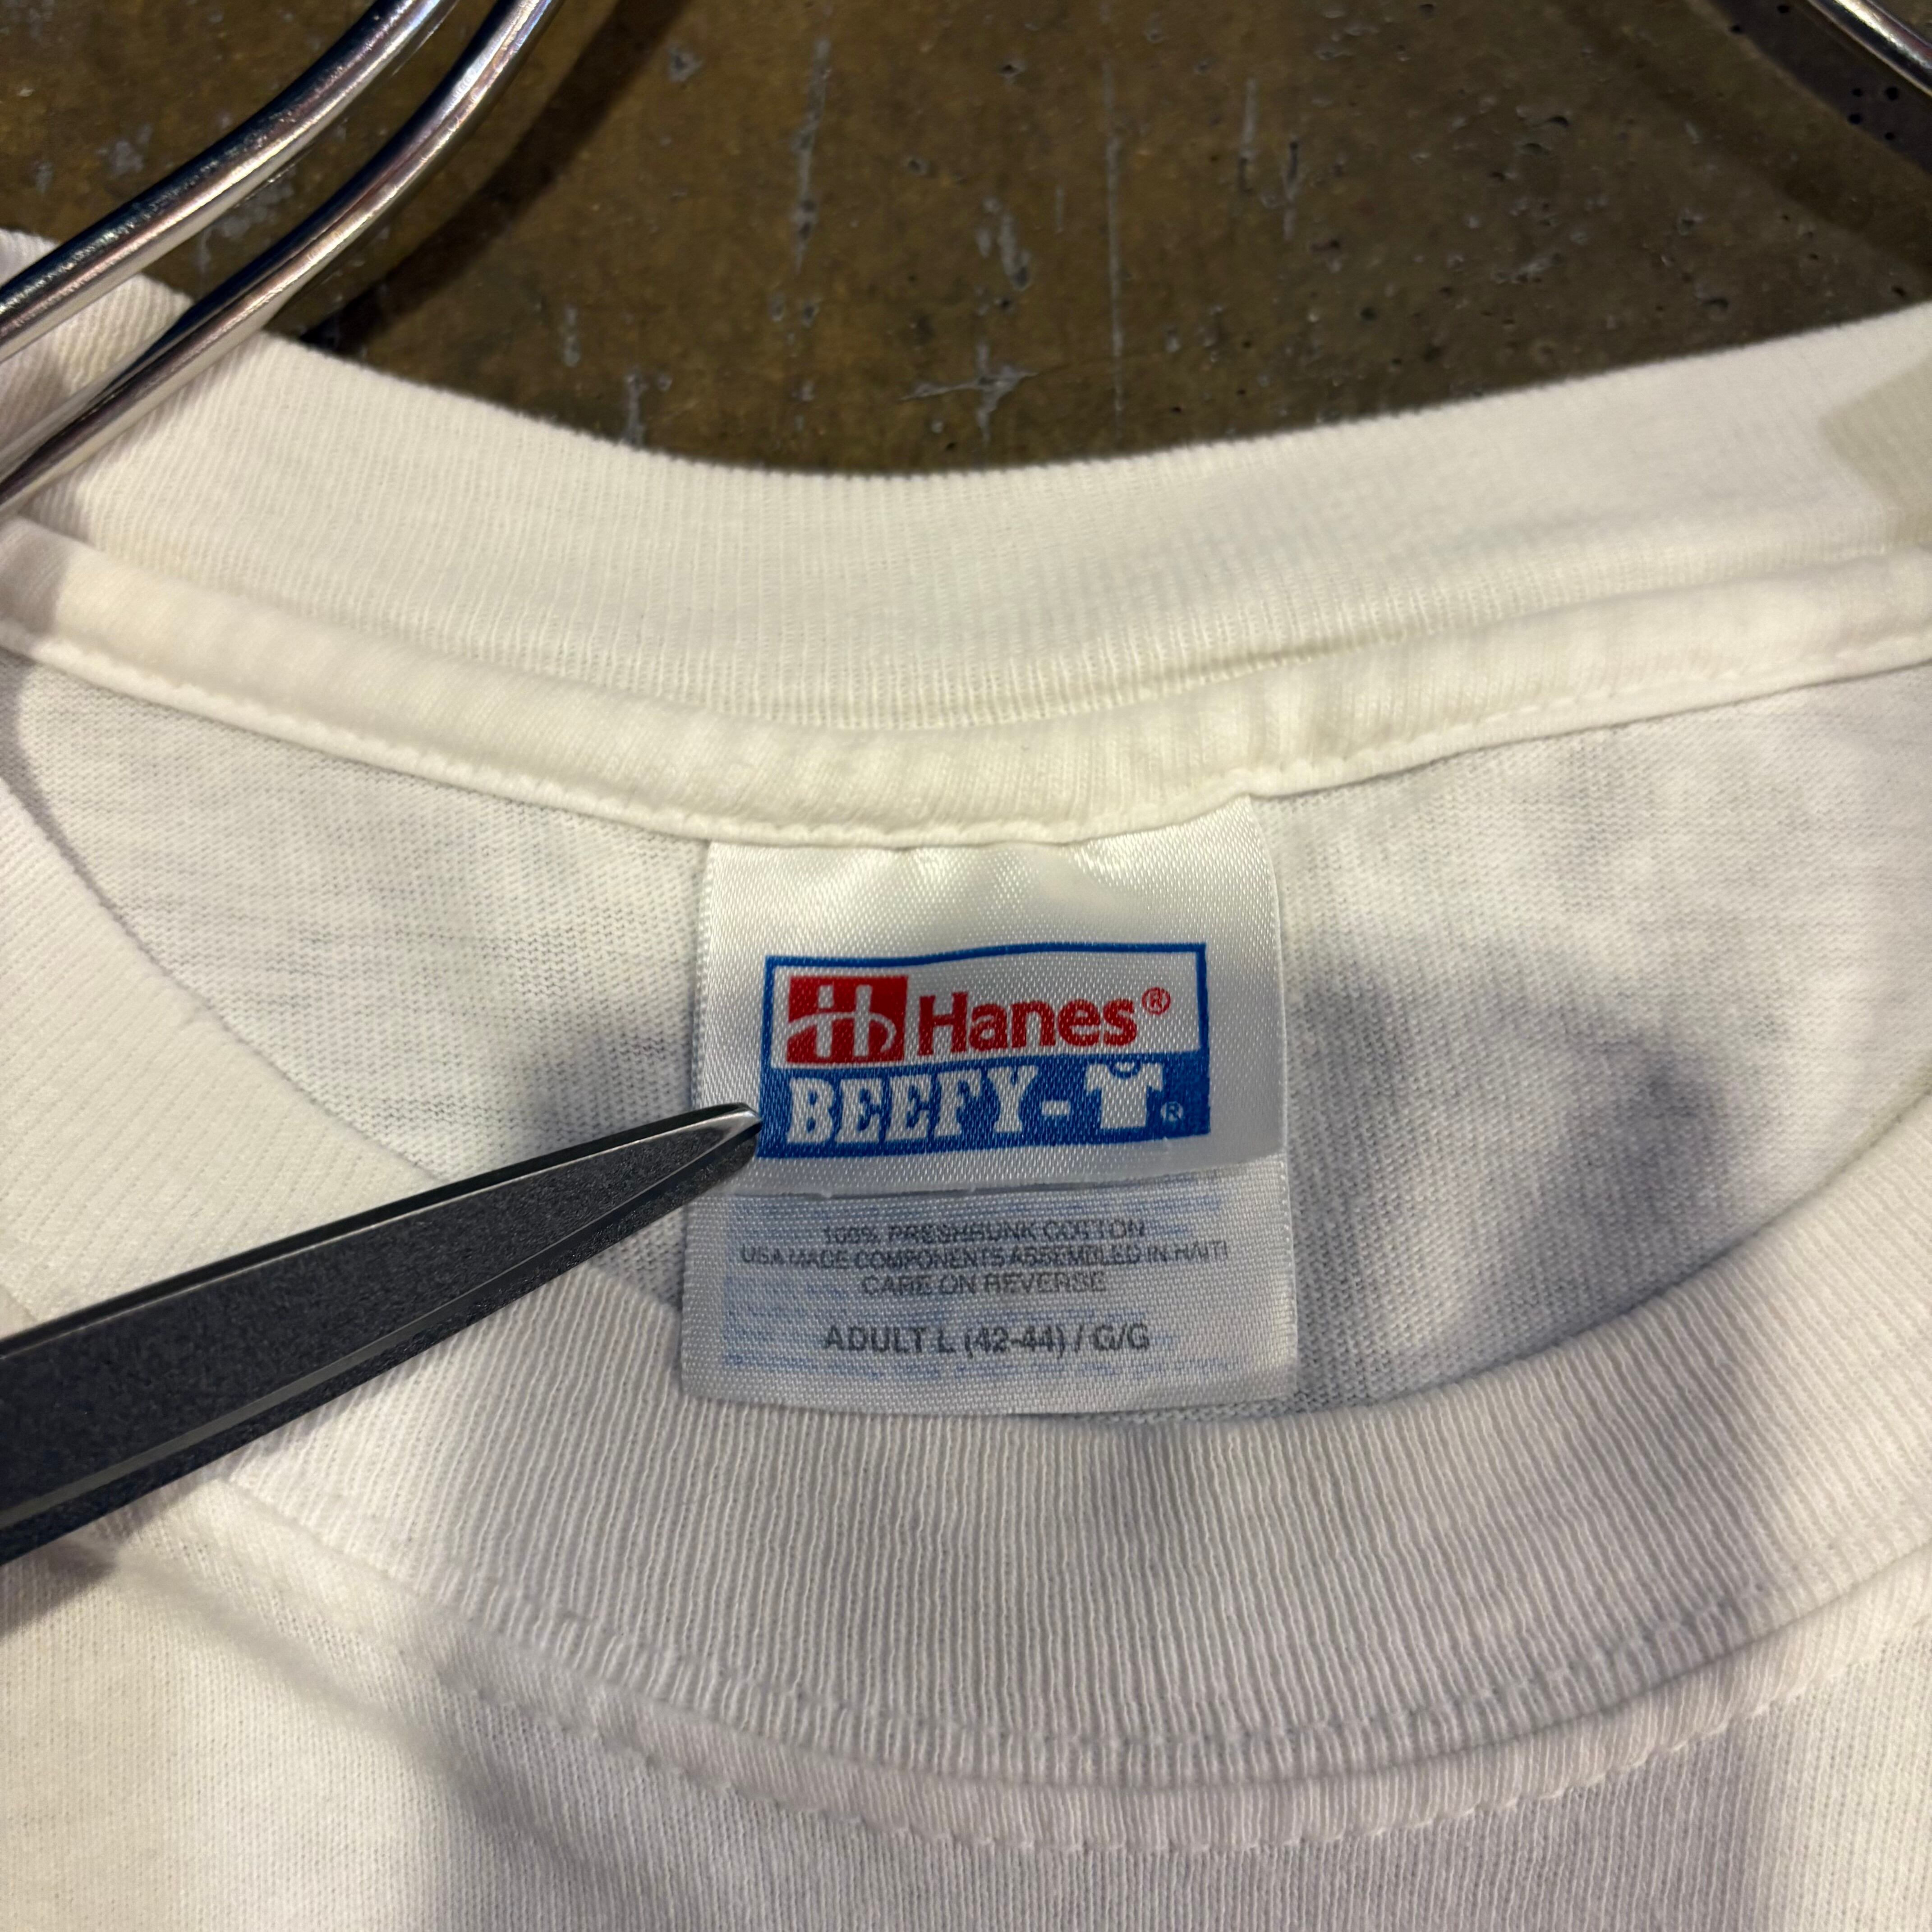 Hanes®
BEEFY-T®
100% PRESHRUNK COTTON
USA MADE COMPONENTS ASSEMBLED IN HAITI
CARE ON REVERSE
ADULT L (42-44) / G/G